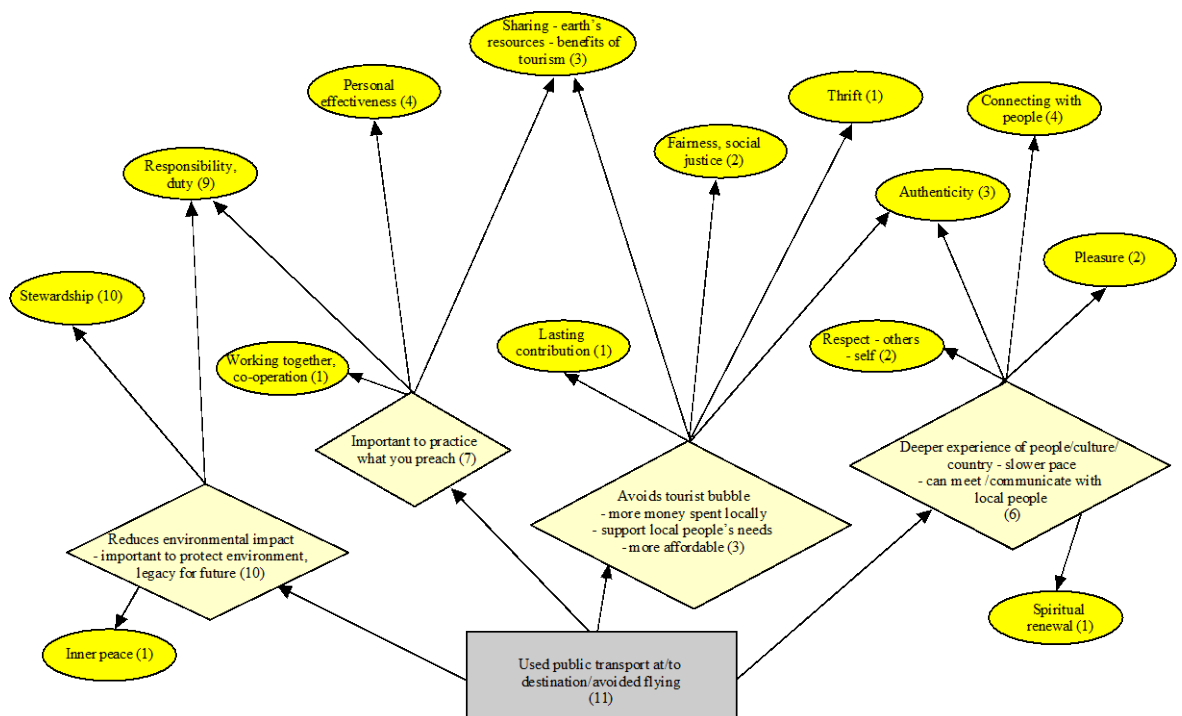 Sharing - earth's
resources - benefits of
tourism (3)
Personal
effectiveness (4)
Thrift (1)
Connecting with
people (4)
Responsibility,
duty (9)
Fairness, social
justice (2)
Authenticity (3)
Stewardship (10)
Pleasure (2)
Working together,
co-operation (1)
Lasting
contribution (1)
Respect - others
- self (2)
Important to practice
what you preach (7)
Deeper experience of people/culture/
country - slower pace
- can meet /communicate with
local people
(6)
Avoids tourist bubble
- more money spent locally
- support local people's needs
- more affordable (3)
Reduces environmental impact
- important to protect environment,
legacy for future (10)
Spiritual
renewal (1)
Inner peace (1)
Used public transport at/to
destination/avoided flying
(11)